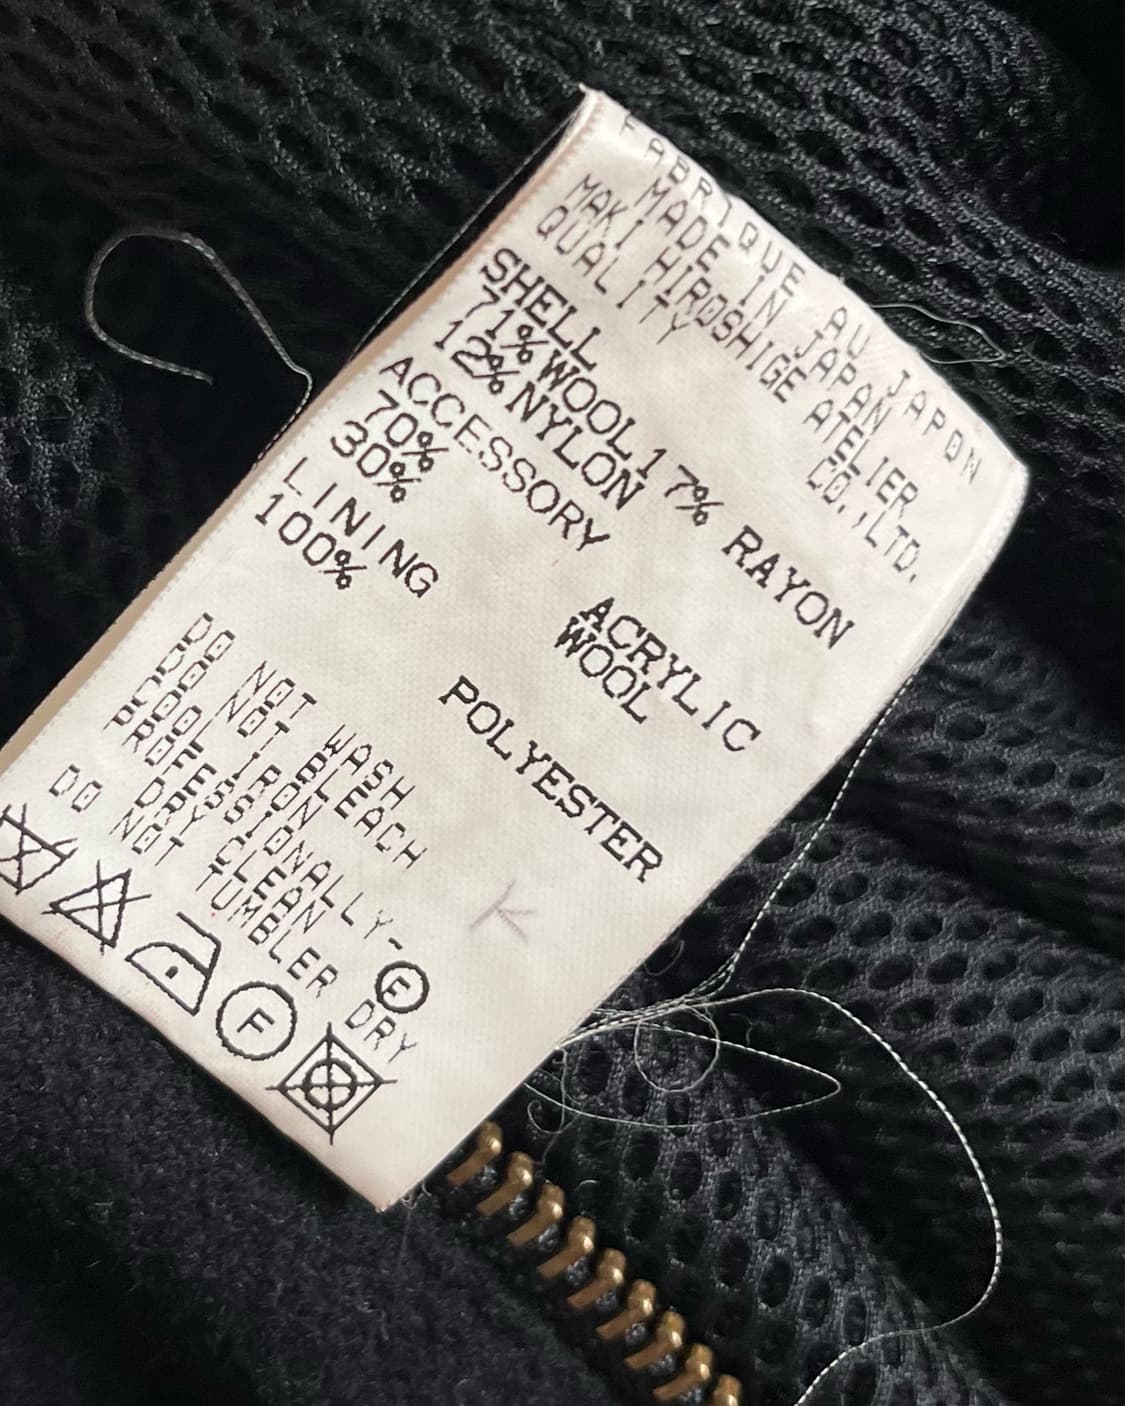 FABRIQUE AU JAPON
MADE IN JAPAN
MAKI HIROSHIGE ATELIER
QUALITY CO.,LTD.
SHELL
71% WOOL 17% RAYON
12% NYLON
ACCESSORY
70% ACRYLIC
30% WOOL
LINING
100% POLYESTER
DO NOT WASH
DO NOT BLEACH
COOL IRON
PROFESSIONALLY-
DRY CLEAN Ⓕ
DO NOT TUMBLER DRY
F
K